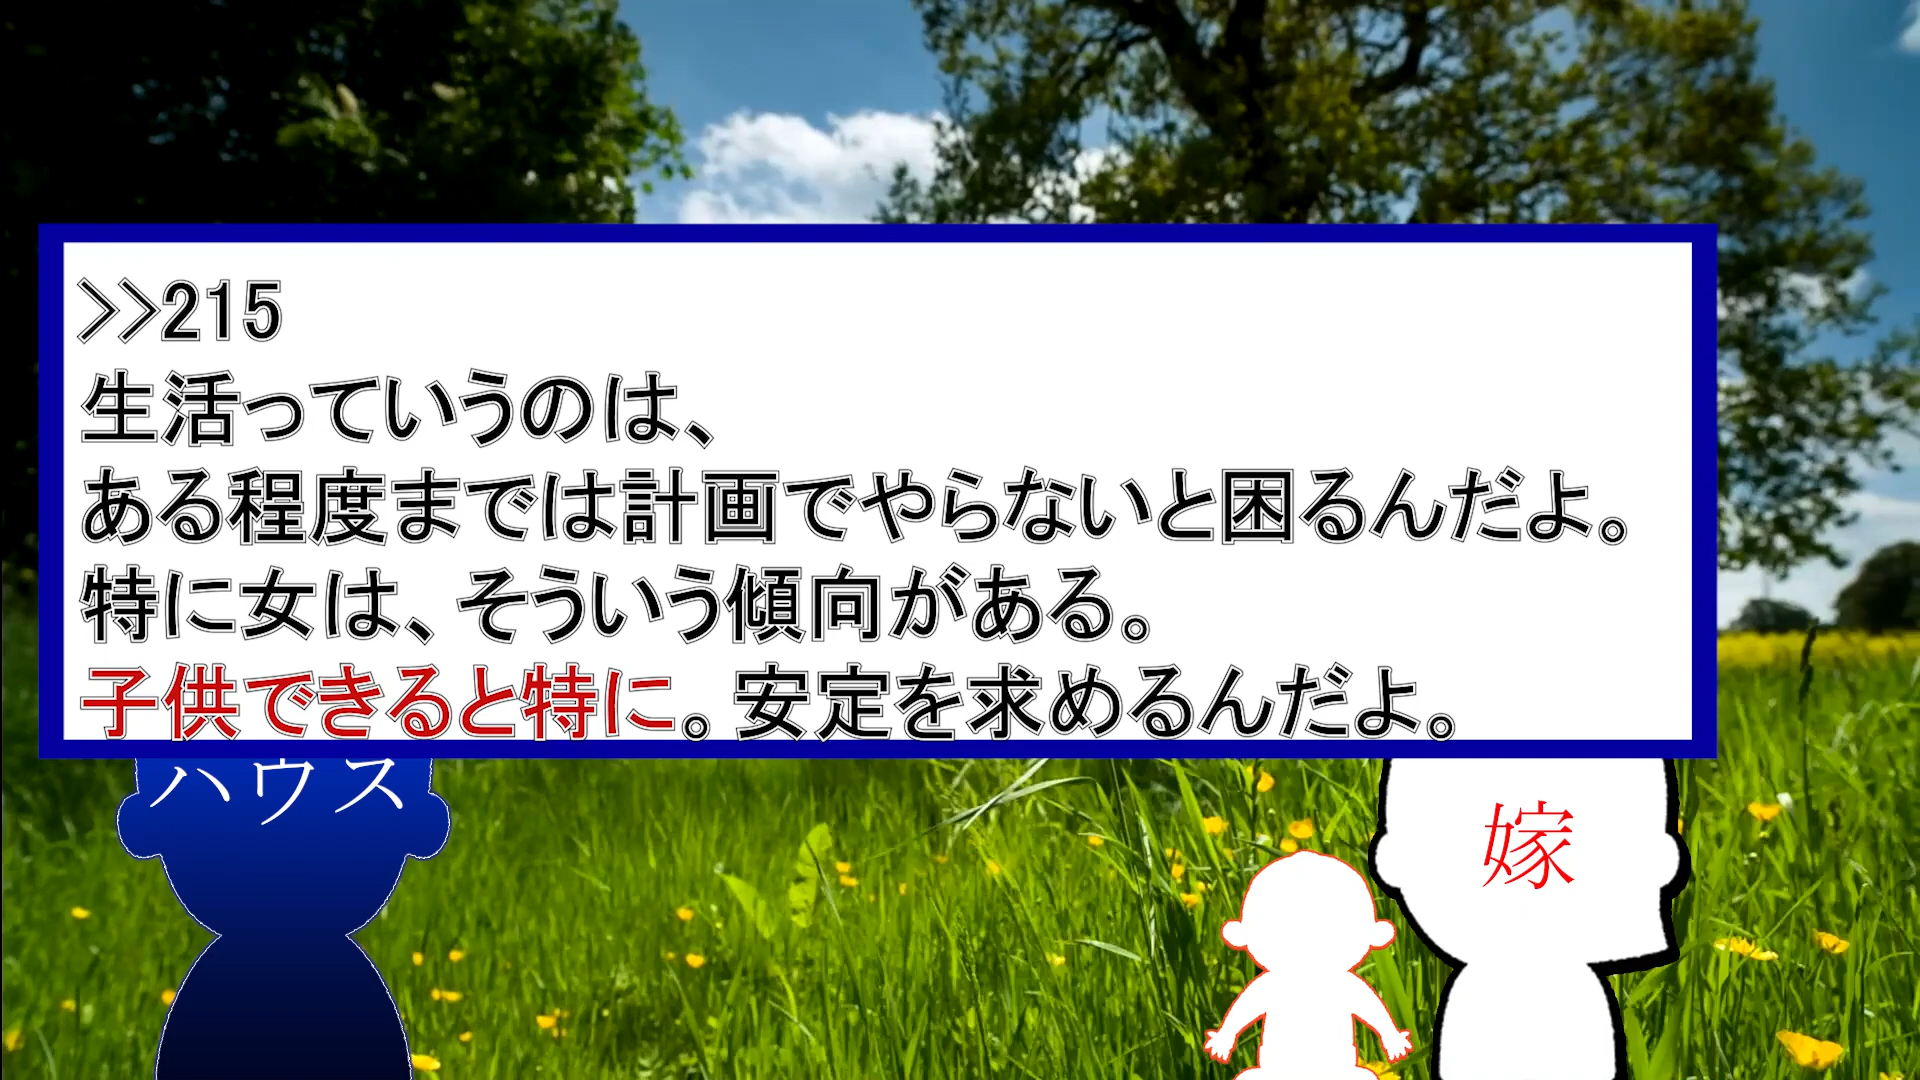 >>215
生活っていうのは、
ある程度までは計画でやらないと困るんだよ。
特に女は、そういう傾向がある。
子供できると特に。安定を求めるんだよ。
ハウス
嫁